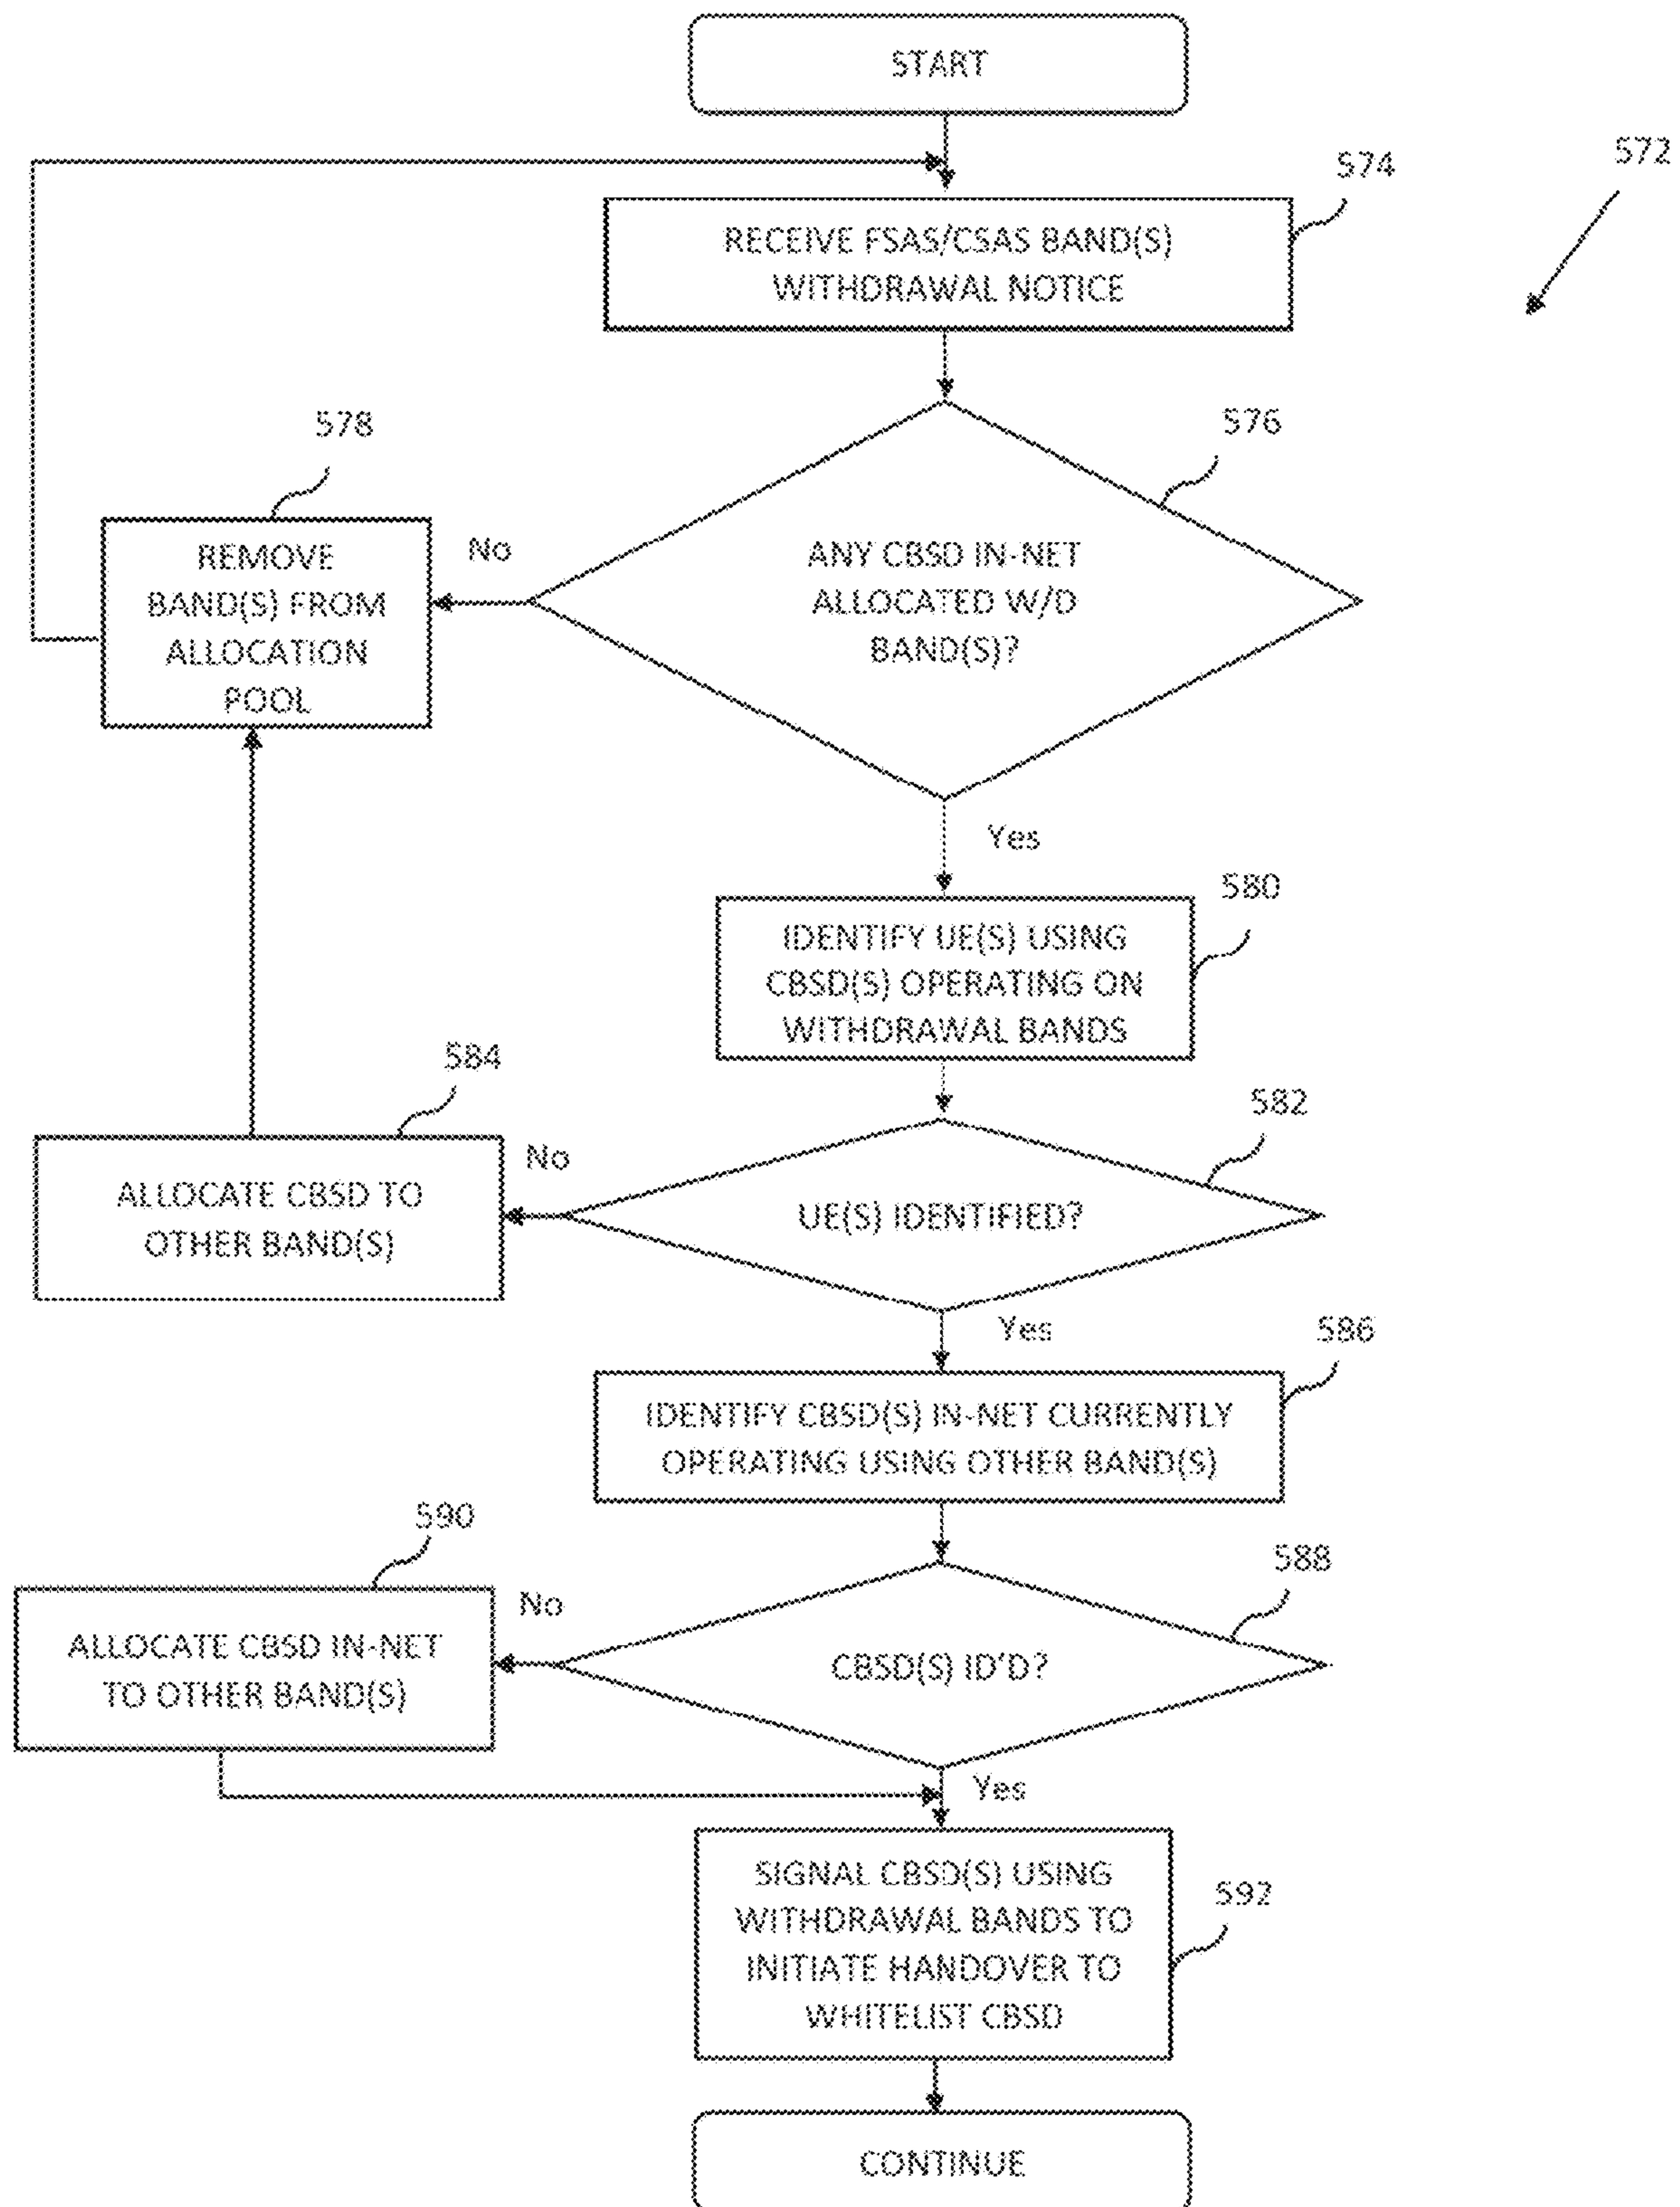 START
572
574
RECEIVE FSAS/CSAS BAND(S)
WITHDRAWAL NOTICE
576
ANY CBSD IN-NET
ALLOCATED W/D
BAND(S)?
No
578
REMOVE
BAND(S) FROM
ALLOCATION
POOL
Yes
580
IDENTIFY UE(S) USING
CBSD(S) OPERATING ON
WITHDRAWAL BANDS
582
UE(S) IDENTIFIED?
No
584
ALLOCATE CBSD TO
OTHER BAND(S)
Yes
586
IDENTIFY CBSD(S) IN-NET CURRENTLY
OPERATING USING OTHER BAND(S)
588
CBSD(S) ID'D?
No
590
ALLOCATE CBSD IN-NET
TO OTHER BAND(S)
Yes
592
SIGNAL CBSD(S) USING
WITHDRAWAL BANDS TO
INITIATE HANDOVER TO
WHITELIST CBSD
CONTINUE